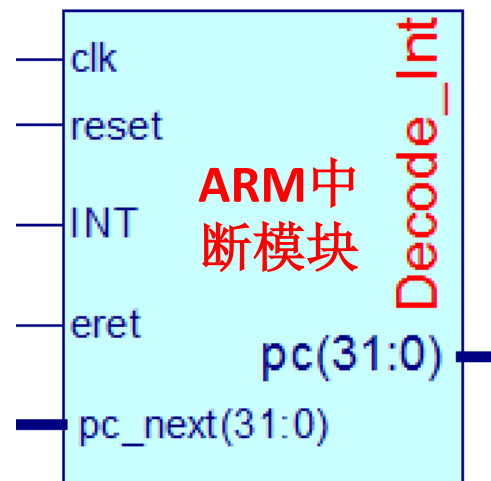 clk
Decode_Int
reset
ARM中
断模块
INT
eret
pc(31:0)
pc_next(31:0)